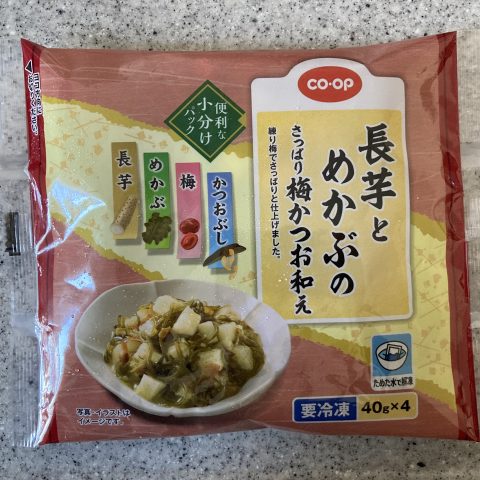 co·op
長芋と
めかぶの
さっぱり梅かつお和え
練り梅でさっぱりと仕上げました。
便利な
小分け
パック
長芋
めかぶ
梅
かつおぶし
ためた水で解凍
要冷凍 40g×4
写真・イラストは
イメージです。